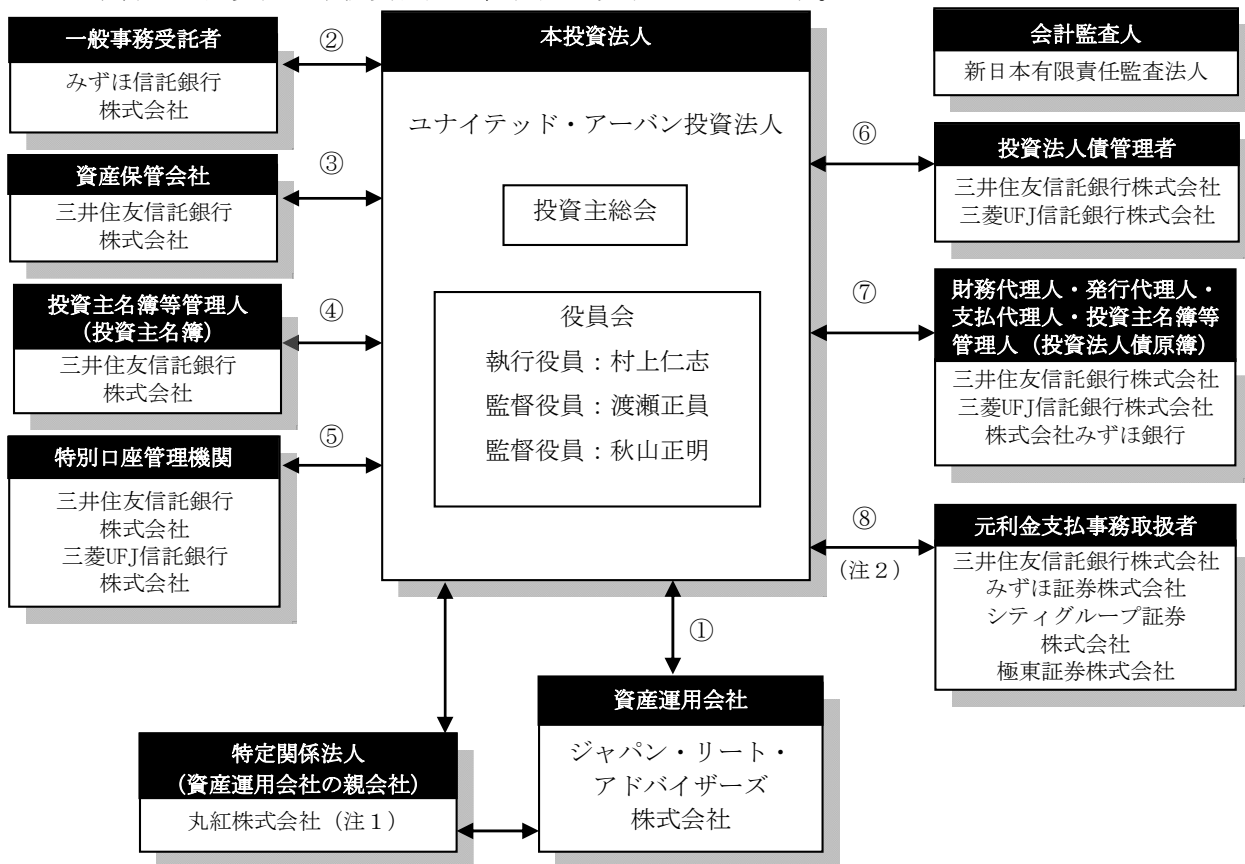 一般事務受託者
みずほ信託銀行
株式会社
②
資産保管会社
三井住友信託銀行
株式会社
③
投資主名簿等管理人
（投資主名簿）
三井住友信託銀行
株式会社
④
特別口座管理機関
三井住友信託銀行
株式会社
三菱UFJ信託銀行
株式会社
⑤
本投資法人
ユナイテッド・アーバン投資法人
投資主総会
役員会
執行役員：村上仁志
監督役員：渡瀬正員
監督役員：秋山正明
会計監査人
新日本有限責任監査法人
⑥
投資法人債管理者
三井住友信託銀行株式会社
三菱UFJ信託銀行株式会社
⑦
財務代理人・発行代理人・
支払代理人・投資主名簿等
管理人（投資法人債原簿）
三井住友信託銀行株式会社
三菱UFJ信託銀行株式会社
株式会社みずほ銀行
⑧
（注２）
元利金支払事務取扱者
三井住友信託銀行株式会社
みずほ証券株式会社
シティグループ証券
株式会社
極東証券株式会社
①
資産運用会社
ジャパン・リート・
アドバイザーズ
株式会社
特定関係法人
（資産運用会社の親会社）
丸紅株式会社（注１）